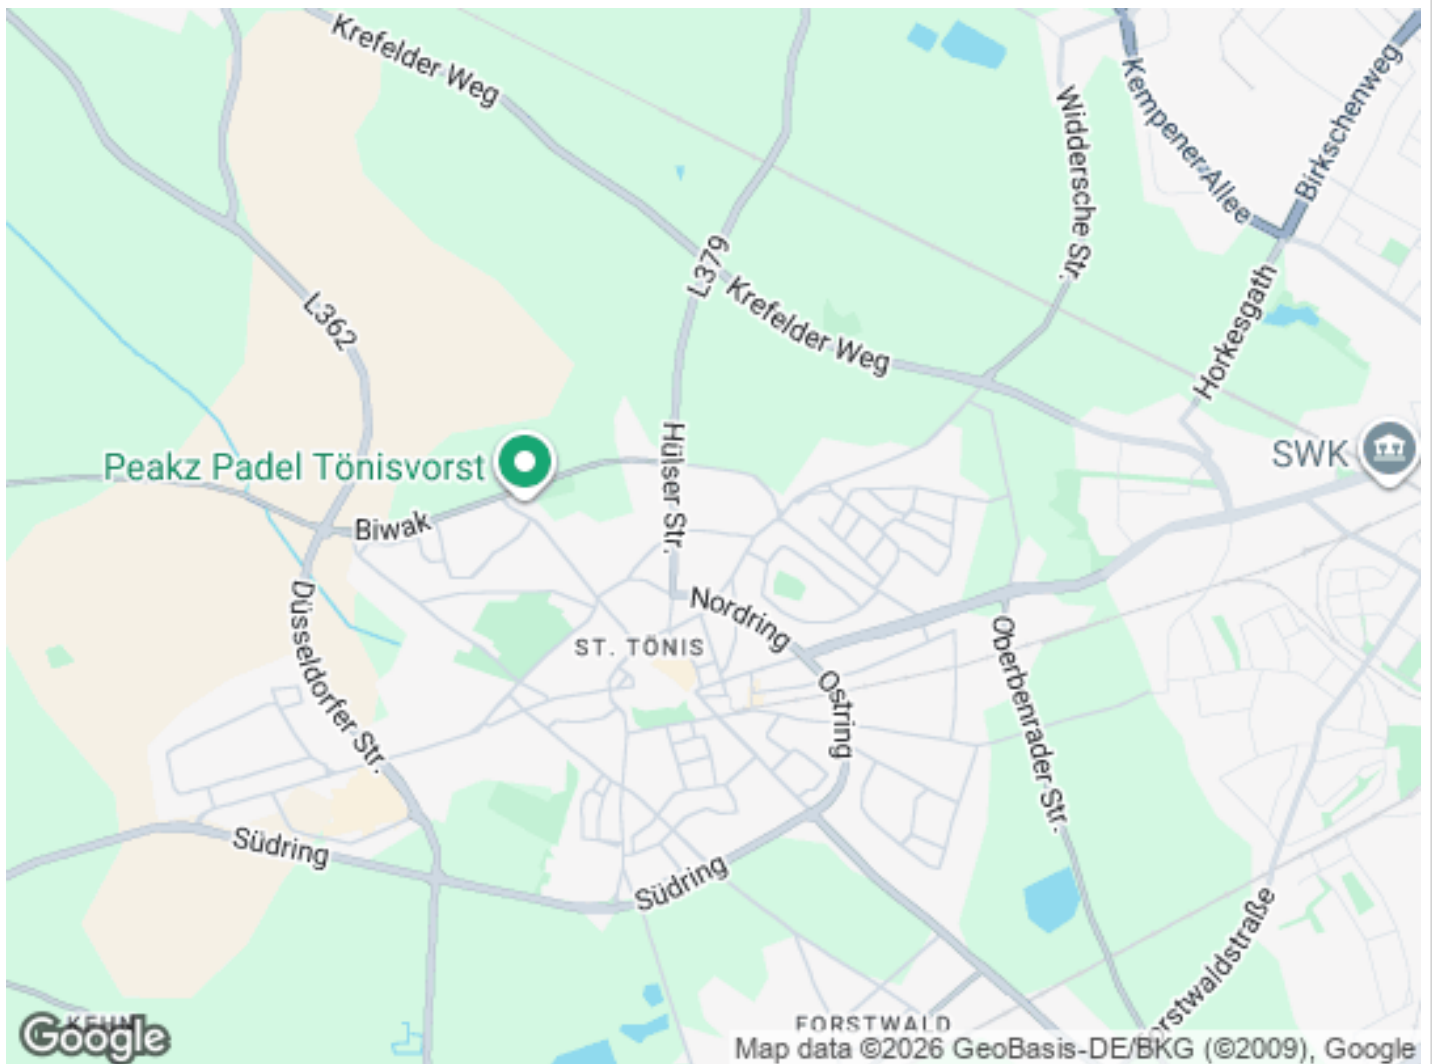 Krefelder Weg
Kempener Allee
Birkschenweg
Widdersche Str.
L379
Krefelder Weg
L362
Horkesgath
Peakz Padel Tönisvorst
SWK
Hülser Str.
Biwak
Nordring
ST. TÖNIS
Düsseldorfer Str.
Ostring
Oberbenrader Str.
Südring
Südring
Forstwaldstraße
KEHN
FORSTWALD
Google
Map data ©2026 GeoBasis-DE/BKG (©2009), Google